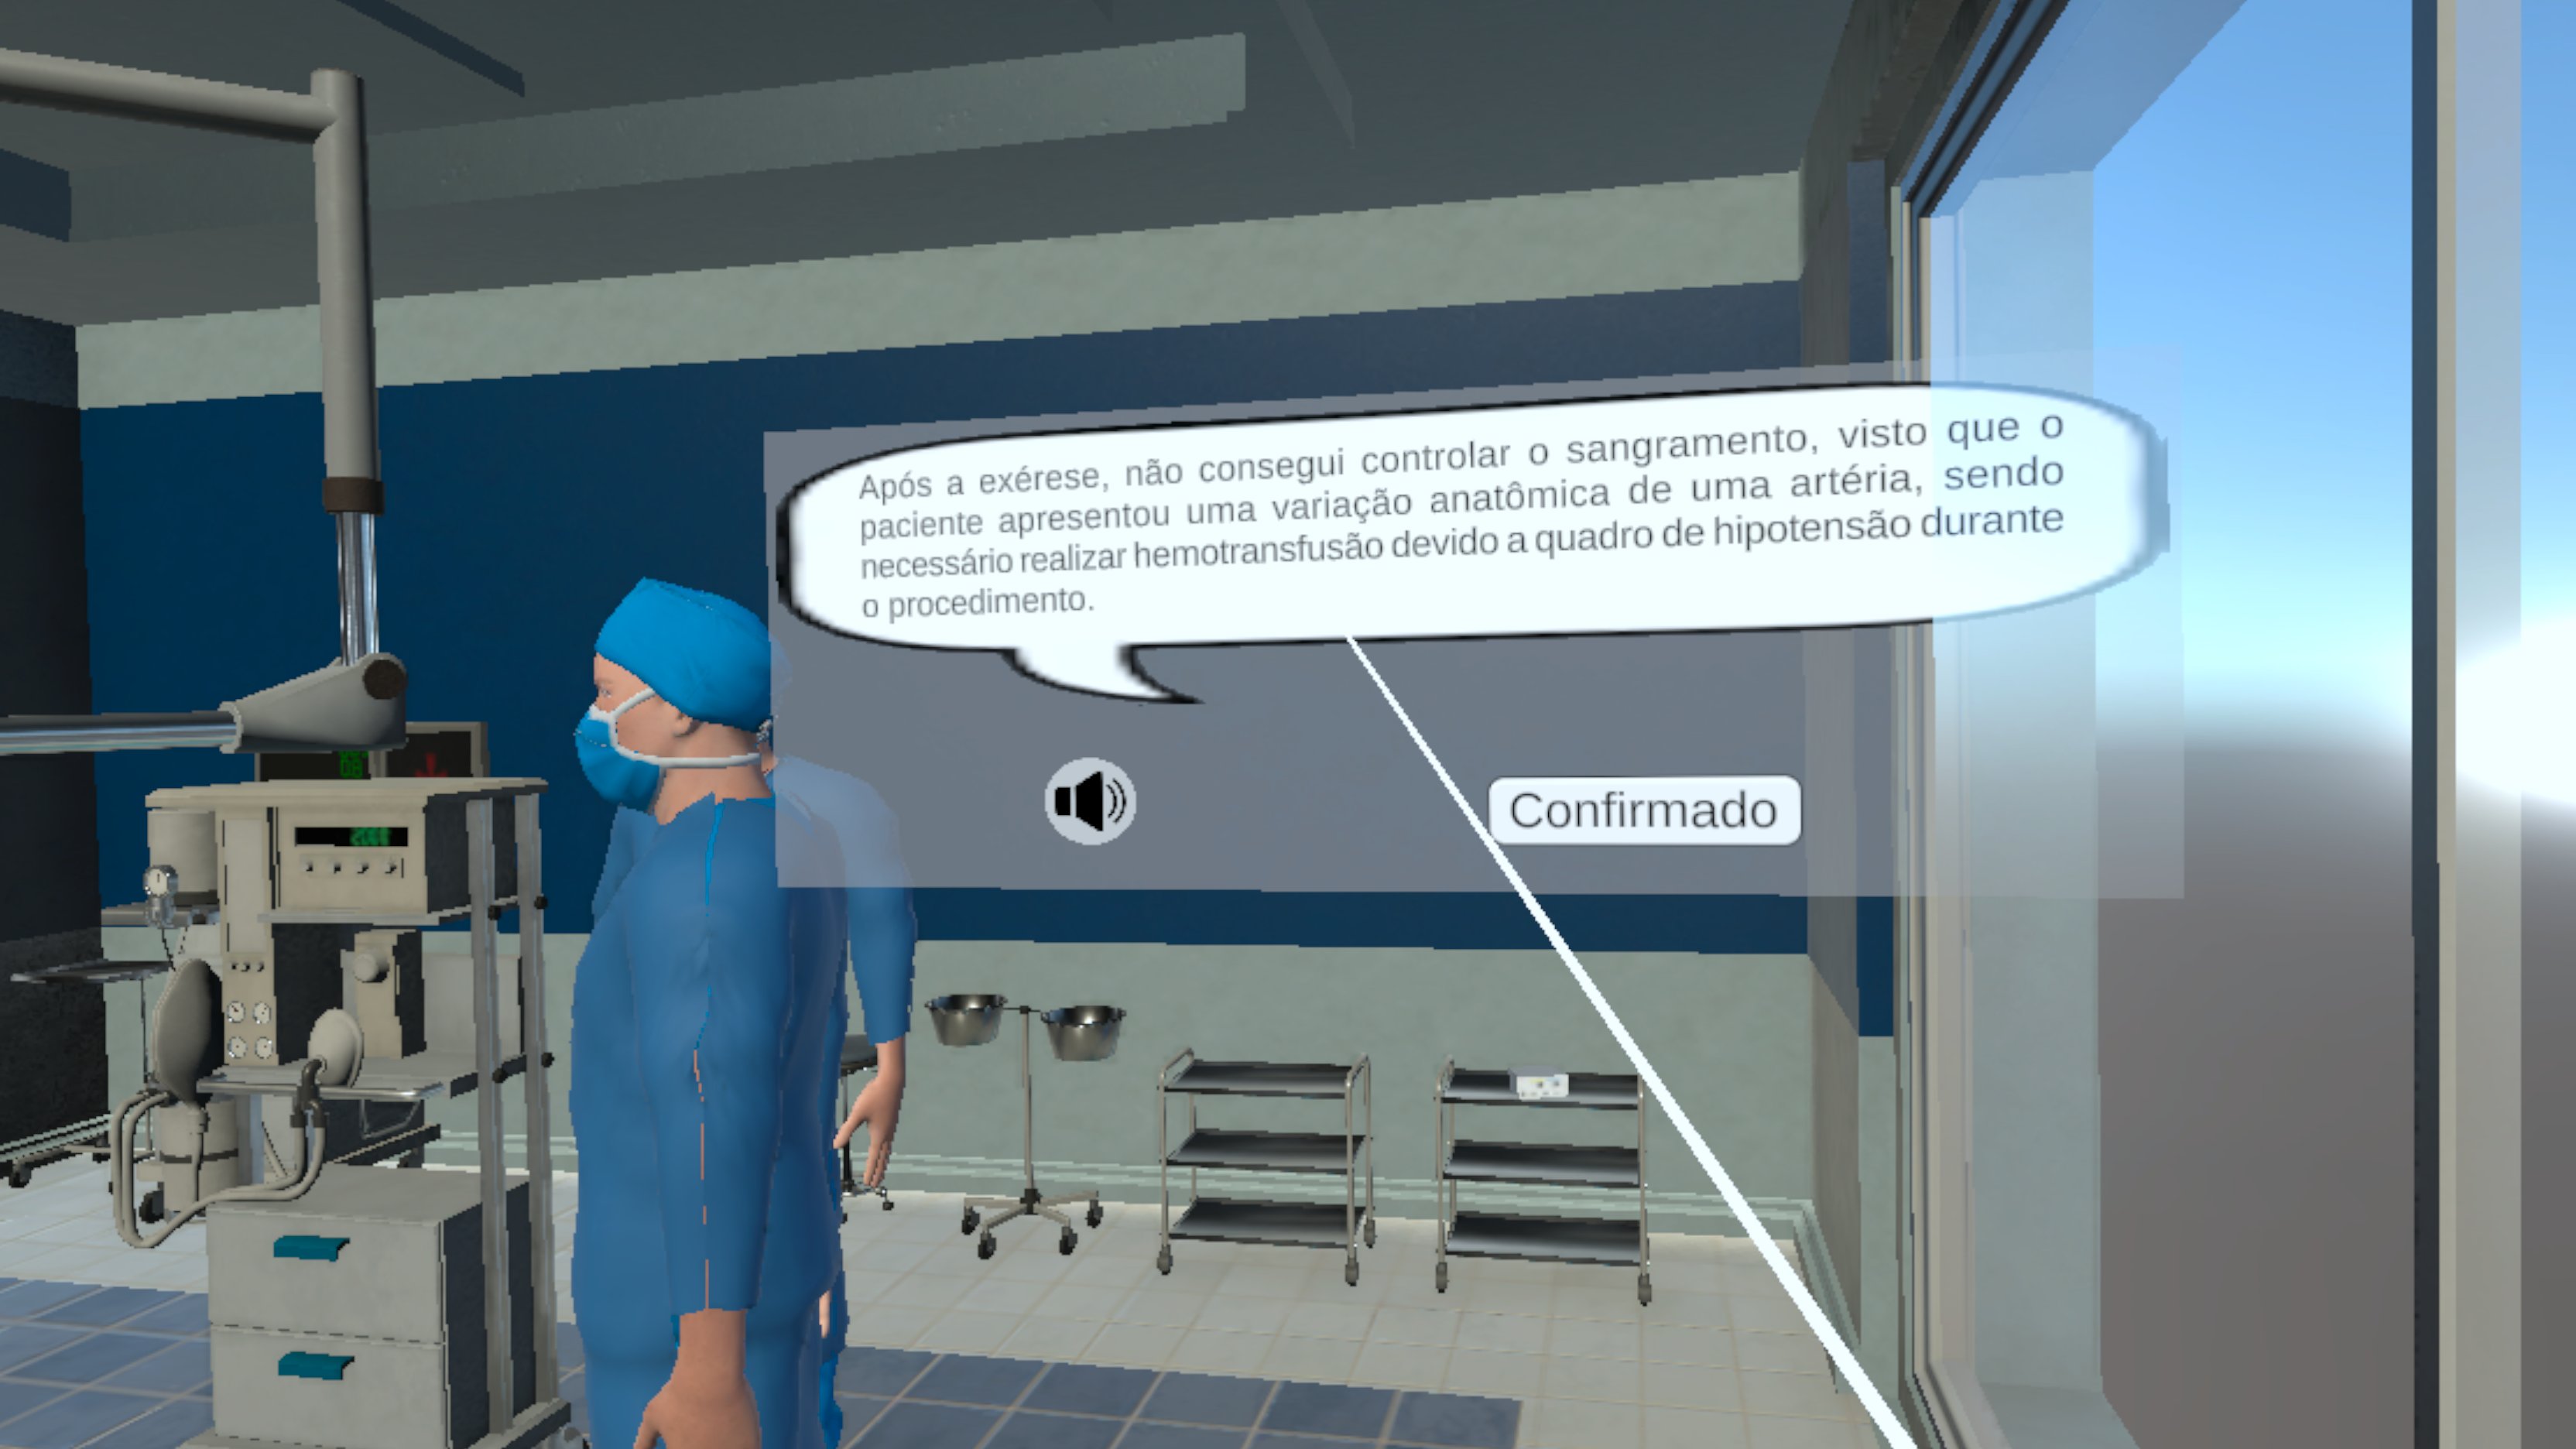 Após a exérese, não consegui controlar o sangramento, visto que o
paciente apresentou uma variação anatômica de uma artéria, sendo
necessário realizar hemotransfusão devido a quadro de hipotensão durante
o procedimento.
Confirmado